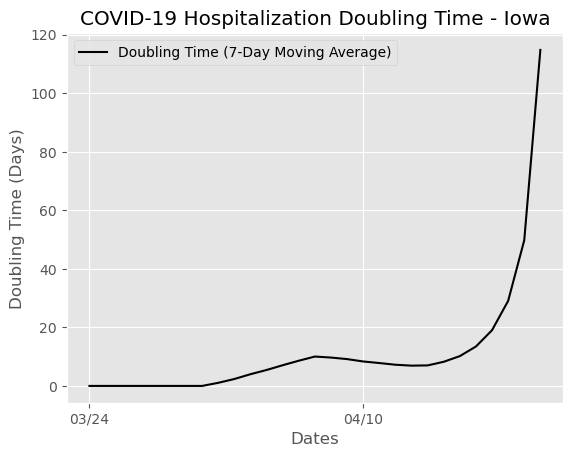 COVID-19 Hospitalization Doubling Time - Iowa
Doubling Time (7-Day Moving Average)
120
100
80
60
40
20
0
Doubling Time (Days)
03/24
04/10
Dates